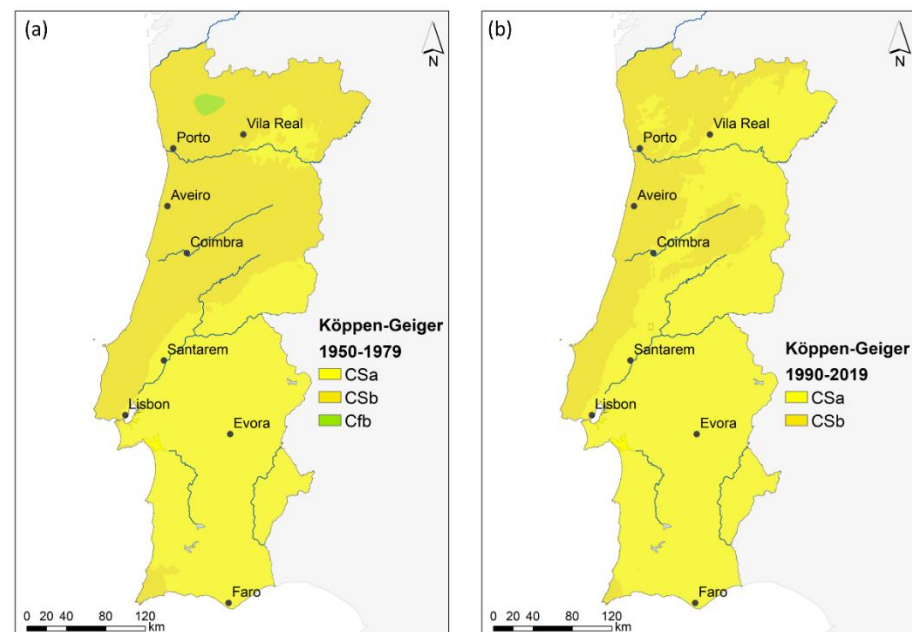 (a)
N
Vila Real
Porto
Aveiro
Coimbra
Köppen-Geiger
1950-1979
Santarem
CSa
CSb
Lisbon
Cfb
Evora
Faro
0 20 40 80 120
km
(b)
N
Vila Real
Porto
Aveiro
Coimbra
Santarem
Köppen-Geiger
1990-2019
Lisbon
CSa
CSb
Evora
Faro
0 20 40 80 120
km